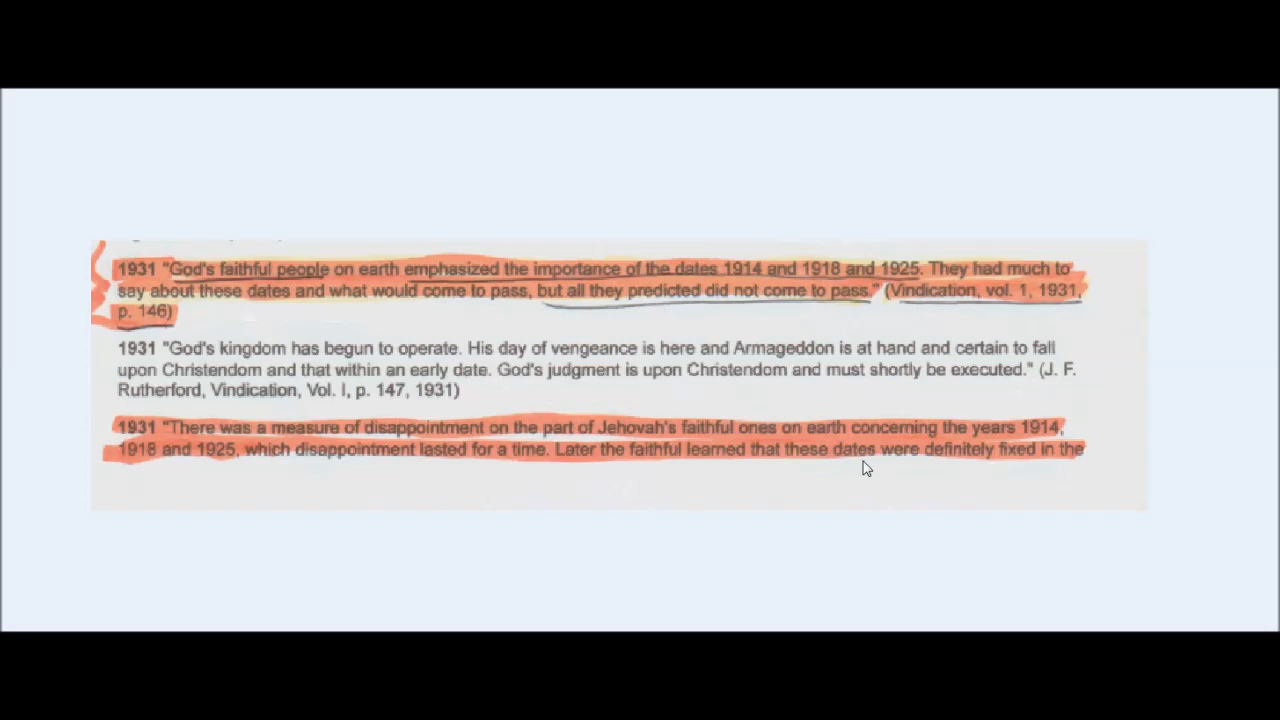 1931 "God's faithful people on earth emphasized the importance of the dates 1914 and 1918 and 1925. They had much to
say about these dates and what would come to pass, but all they predicted did not come to pass." (Vindication, vol. 1, 1931,
p. 146)
1931 "God's kingdom has begun to operate. His day of vengeance is here and Armageddon is at hand and certain to fall
upon Christendom and that within an early date. God's judgment is upon Christendom and must shortly be executed." (J. F.
Rutherford, Vindication, Vol. I, p. 147, 1931)
1931 "There was a measure of disappointment on the part of Jehovah's faithful ones on earth concerning the years 1914,
1918 and 1925, which disappointment lasted for a time. Later the faithful learned that these dates were definitely fixed in the